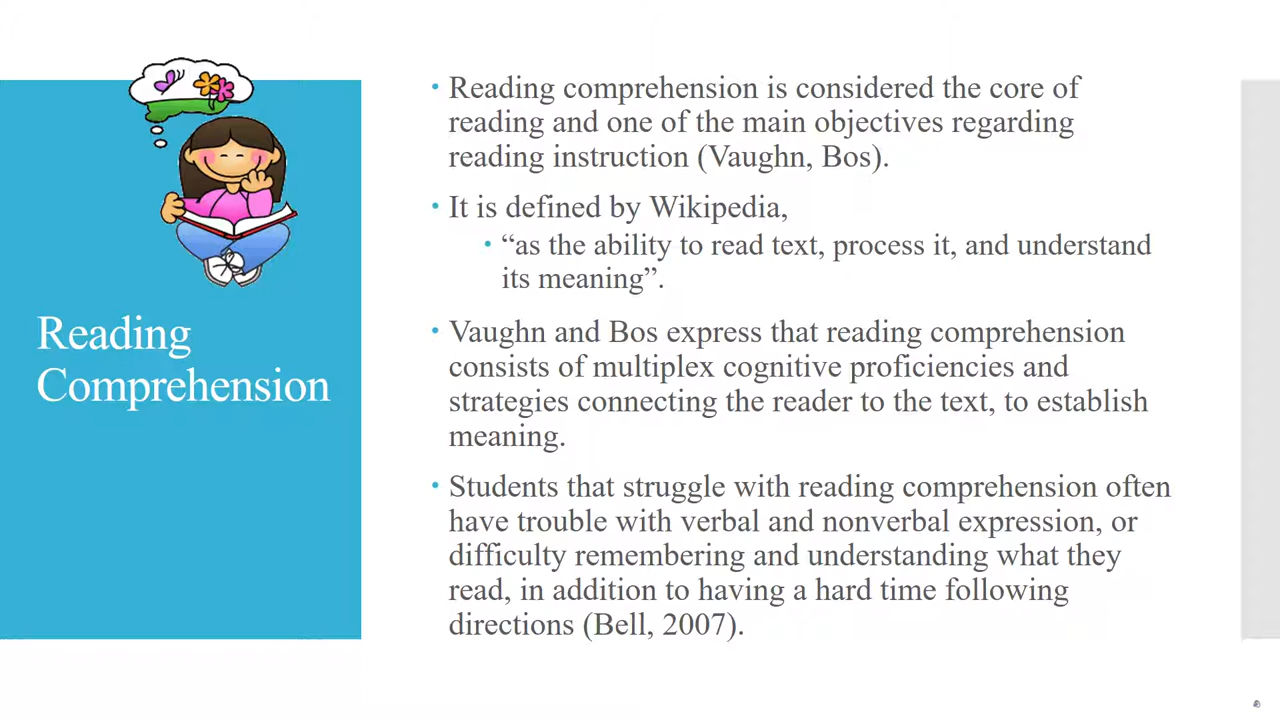 Reading
Comprehension
• Reading comprehension is considered the core of
reading and one of the main objectives regarding
reading instruction (Vaughn, Bos).
• It is defined by Wikipedia,
• “as the ability to read text, process it, and understand
its meaning”.
• Vaughn and Bos express that reading comprehension
consists of multiplex cognitive proficiencies and
strategies connecting the reader to the text, to establish
meaning.
• Students that struggle with reading comprehension often
have trouble with verbal and nonverbal expression, or
difficulty remembering and understanding what they
read, in addition to having a hard time following
directions (Bell, 2007).